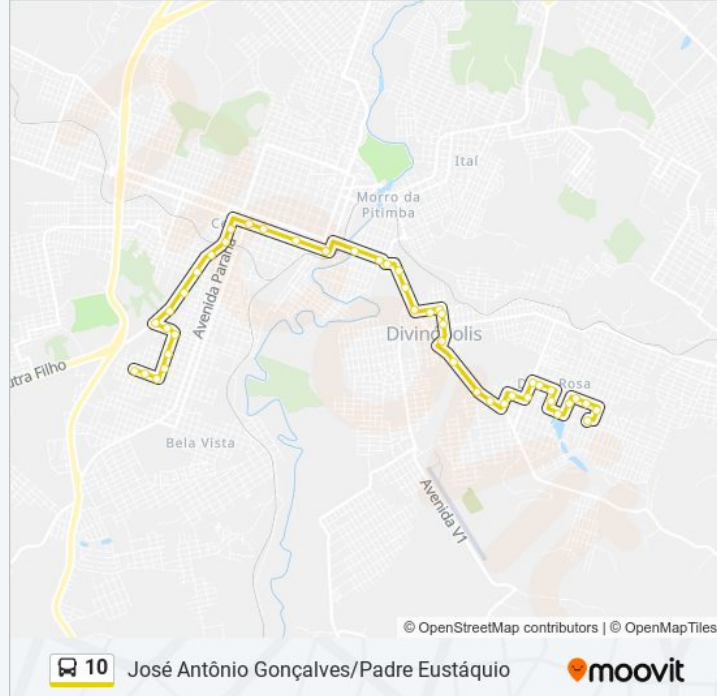 Itaí
Morro da
Pitimba
Avenida Paraná
Divinópolis
utra Filho
Rosa
Bela Vista
Avenida V1
© OpenStreetMap contributors | © OpenMapTiles
10 José Antônio Gonçalves/Padre Eustáquio moovit